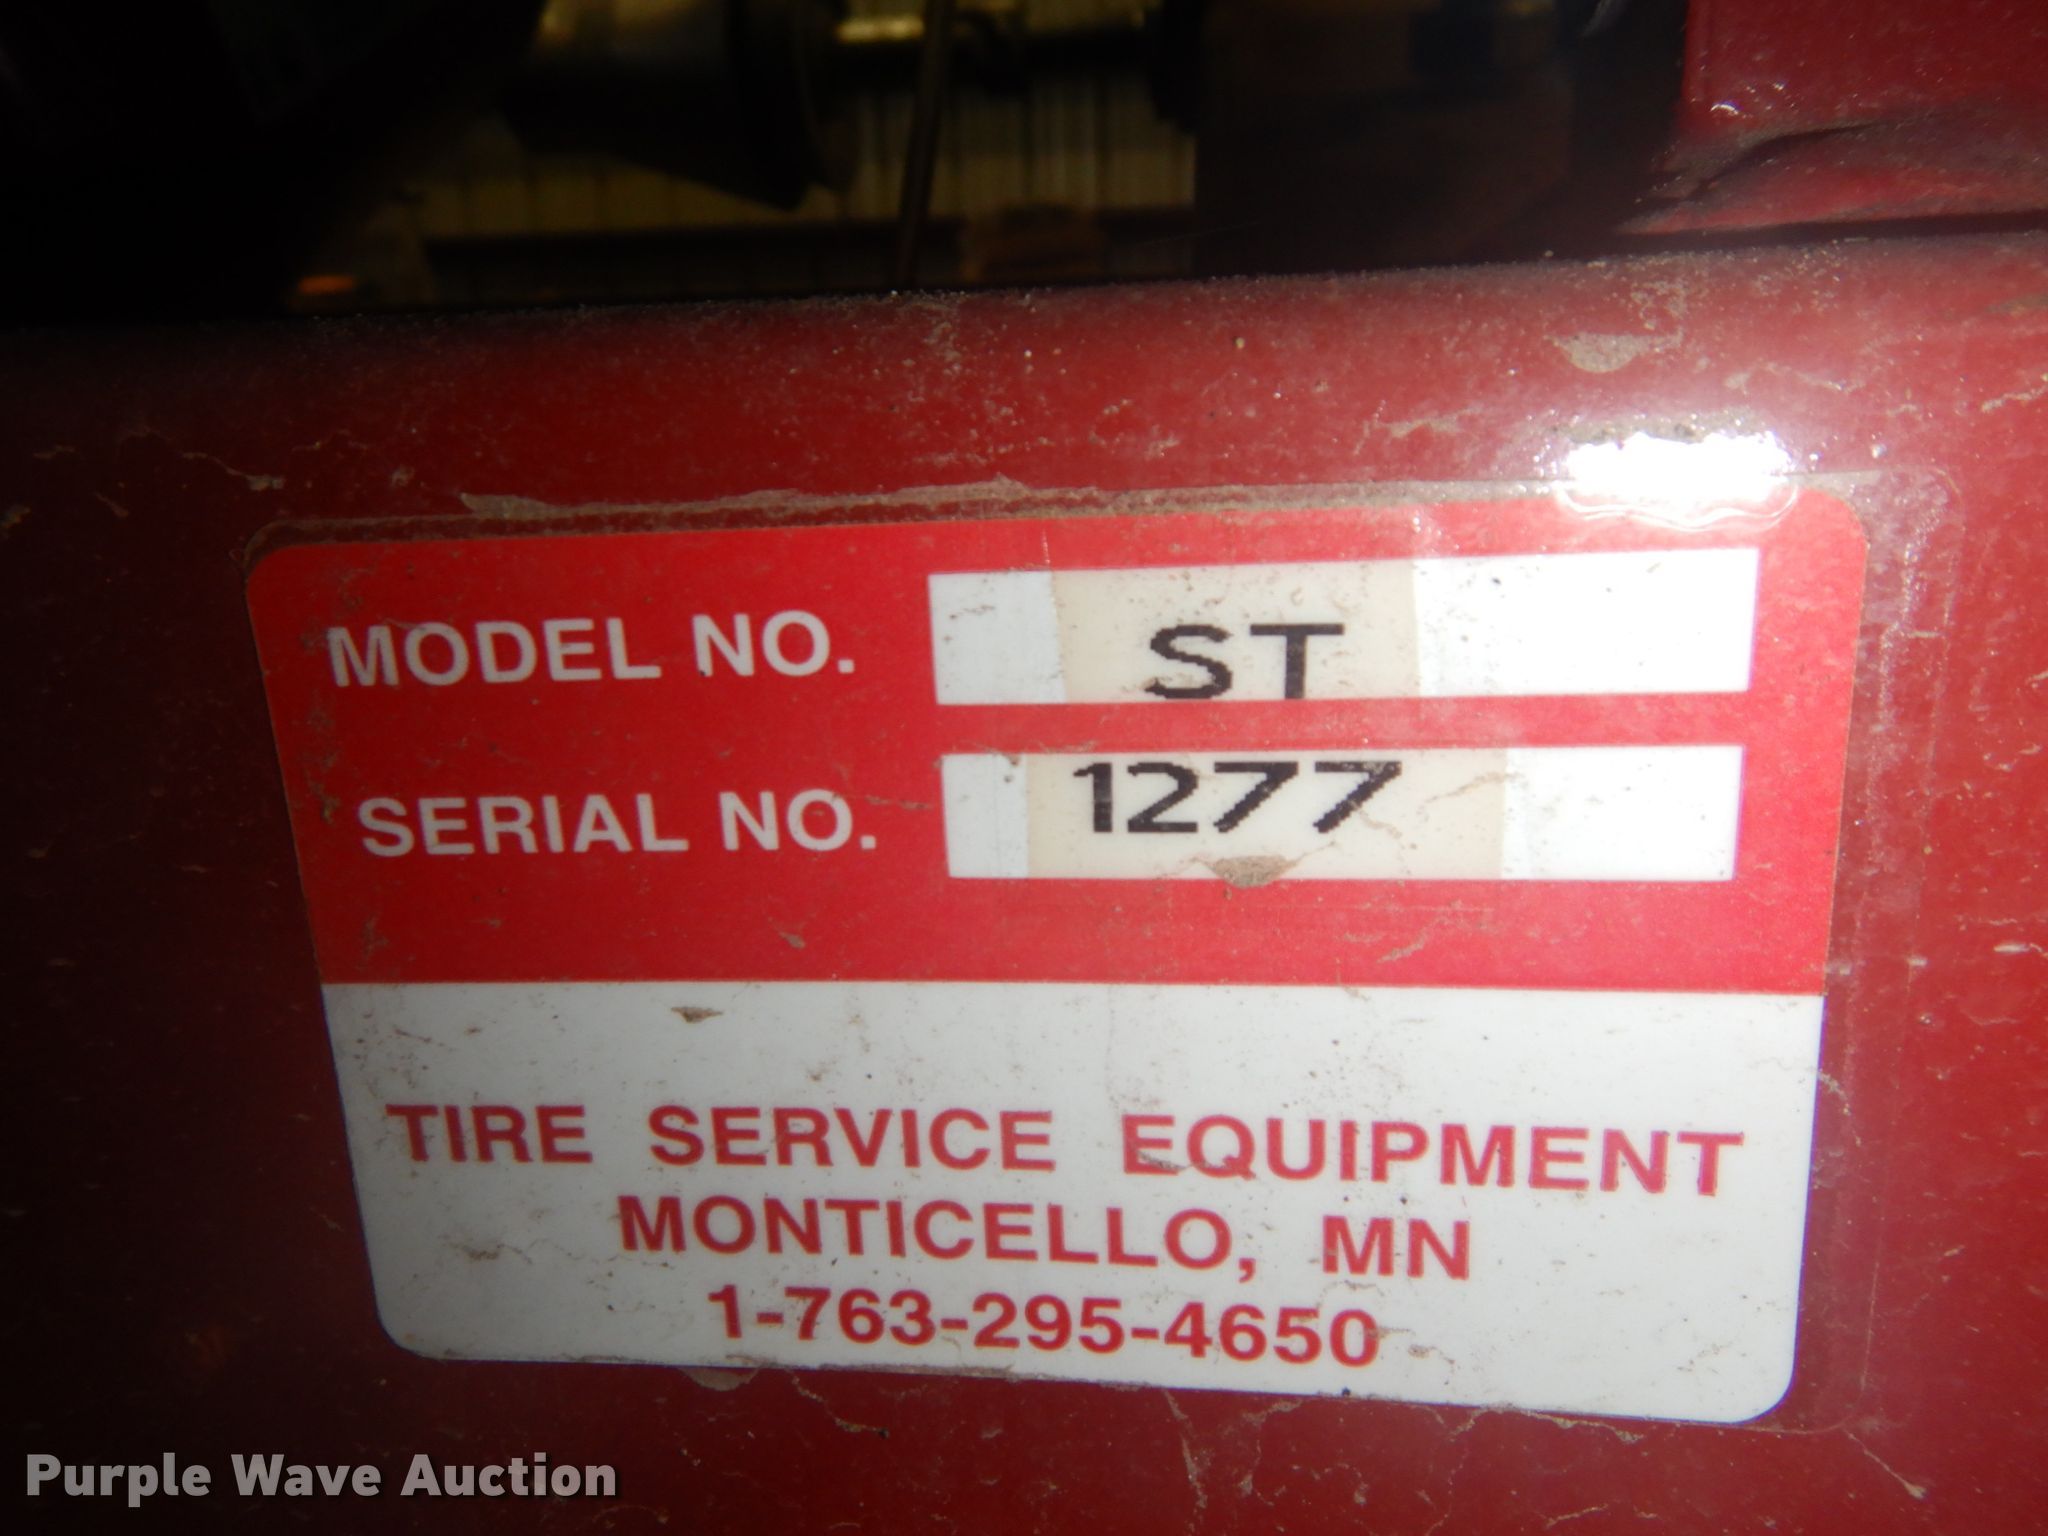 MODEL NO. ST
SERIAL NO. 1277
TIRE SERVICE EQUIPMENT
MONTICELLO, MN
1-763-295-4650
Purple Wave Auction